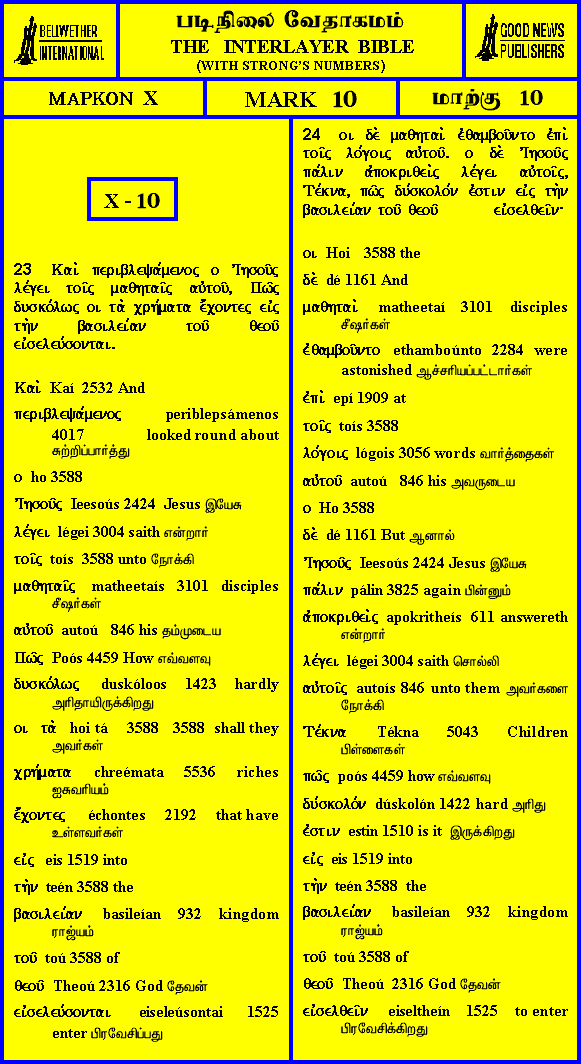 BELLWETHER
INTERNATIONAL
படிநிலை வேதாகமம்
THE INTERLAYER BIBLE
(WITH STRONG'S NUMBERS)
GOOD NEWS
PUBLISHERS
ΜΑΡΚΟΝ X
MARK 10
மாற்கு 10
X - 10
23 Καὶ περιβλεψάμενος ο Ἰησοῦς
λέγει τοῖς μαθηταῖς αὐτοῦ, Πῶς
δυσκόλως οι τὰ χρήματα ἔχοντες εἰς
τὴν βασιλείαν τοῦ θεοῦ
εἰσελεύσονται.
Καὶ Kaí 2532 And
περιβλεψάμενος periblepsámenos
4017 looked round about
சுற்றிப்பார்த்து
ο ho 3588
Ἰησοῦς Ieesoús 2424 Jesus இயேசு
λέγει légei 3004 saith என்றார்
τοῖς toís 3588 unto நோக்கி
μαθηταῖς matheetaís 3101 disciples
சீஷர்கள்
αὐτοῦ autoú 846 his தம்முடைய
Πῶς Poós 4459 How எவ்வளவு
δυσκόλως duskóloos 1423 hardly
அரிதாயிருக்கிறது
οι τὰ hoi tá 3588 3588 shall they
அவர்கள்
χρήματα chreémata 5536 riches
ஐசுவரியம்
ἔχοντες échontes 2192 that have
உள்ளவர்கள்
εἰς eis 1519 into
τὴν teén 3588 the
βασιλείαν basileían 932 kingdom
ராஜ்யம்
τοῦ toú 3588 of
θεοῦ Theoú 2316 God தேவன்
εἰσελεύσονται eiseleúsontai 1525
enter பிரவேசிப்பது
24 οι δὲ μαθηταὶ ἐθαμβοῦντο ἐπὶ
τοῖς λόγοις αὐτοῦ. ο δὲ Ἰησοῦς
πάλιν ἀποκριθεὶς λέγει αὐτοῖς,
Τέκνα, πῶς δύσκολόν ἐστιν εἰς τὴν
βασιλείαν τοῦ θεοῦ εἰσελθεῖν·
οι Hoi 3588 the
δὲ dé 1161 And
μαθηταὶ matheetaí 3101 disciples
சீஷர்கள்
ἐθαμβοῦντο ethamboúnto 2284 were
astonished ஆச்சரியப்பட்டார்கள்
ἐπὶ epí 1909 at
τοῖς toís 3588
λόγοις lógois 3056 words வார்த்தைகள்
αὐτοῦ autoú 846 his அவருடைய
ο Ho 3588
δὲ dé 1161 But ஆனால்
Ἰησοῦς Ieesoús 2424 Jesus இயேசு
πάλιν pálin 3825 again பின்னும்
ἀποκριθεὶς apokritheís 611 answereth
என்றார்
λέγει légei 3004 saith சொல்லி
αὐτοῖς autoís 846 unto them அவர்களை
நோக்கி
Τέκνα Tékna 5043 Children
பிள்ளைகள்
πῶς poós 4459 how எவ்வளவு
δύσκολόν dúskolón 1422 hard அரிது
ἐστιν estin 1510 is it இருக்கிறது
εἰς eis 1519 into
τὴν teén 3588 the
βασιλείαν basileían 932 kingdom
ராஜ்யம்
τοῦ toú 3588 of
θεοῦ Theoú 2316 God தேவன்
εἰσελθεῖν eiseltheín 1525 to enter
பிரவேசிக்கிறது